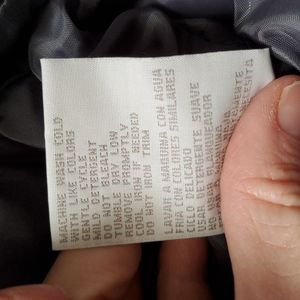 MACHINE WASH COLD
WITH LIKE COLORS
GENTLE CYCLE
MILD DETERGENT
DO NOT BLEACH
TUMBLE DRY LOW
REMOVE PROMPTLY
COOL IRON IF NEEDED
DO NOT IRON TRIM
LAVAR A MAQUINA CON AGUA
FRIA CON COLORES SIMILARES
CICLO DELICADO
USAR DETERGENTE SUAVE
NO